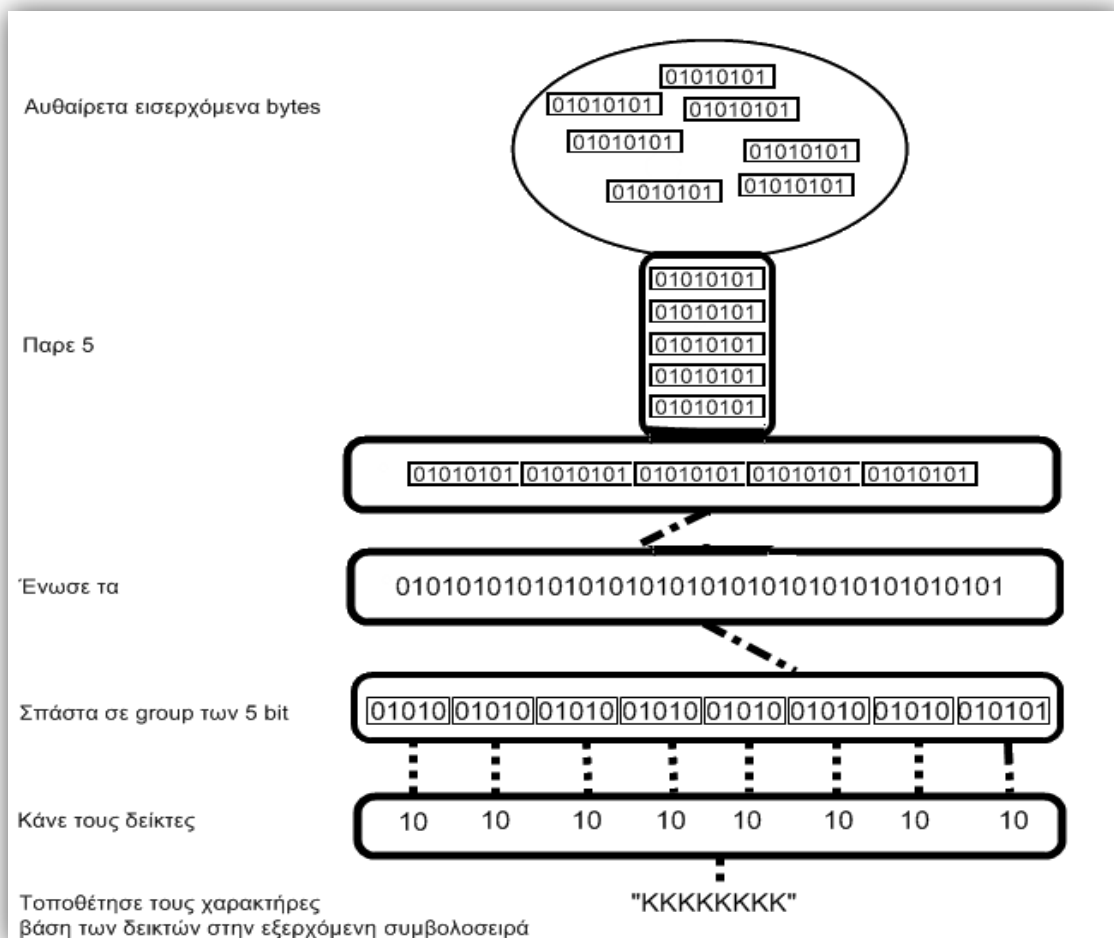 01010101
01010101
Αυθαίρετα εισερχόμενα bytes
01010101
01010101
01010101
01010101
01010101
01010101
01010101
Παρε 5
01010101
01010101
01010101
01010101 01010101 01010101 01010101 01010101
Ένωσε τα
0101010101010101010101010101010101010101
Σπάστα σε group των 5 bit
01010 01010 01010 01010 01010 01010 01010 010101
Κάνε τους δείκτες
10 10 10 10 10 10 10 10
Τοποθέτησε τους χαρακτήρες
βάση των δεικτών στην εξερχόμενη συμβολοσειρά
"KKKKKKKK"